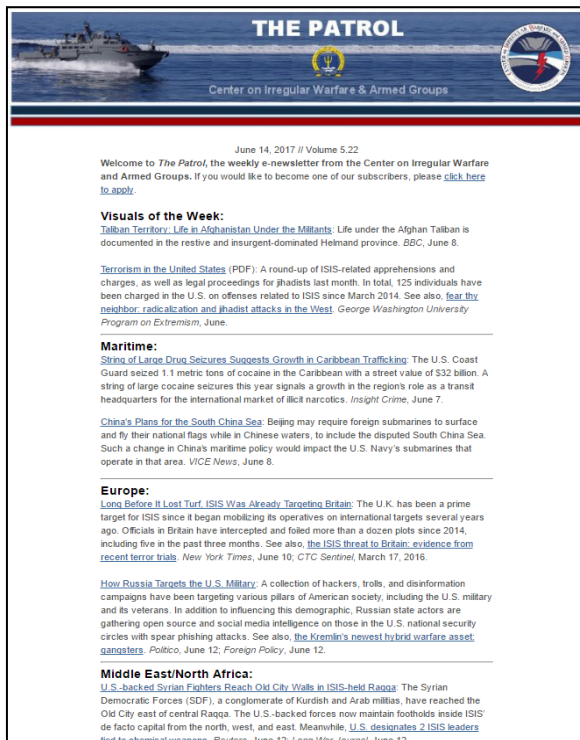 THE PATROL
Center on Irregular Warfare & Armed Groups
June 14, 2017 // Volume 5.22
Welcome to The Patrol, the weekly e-newsletter from the Center on Irregular Warfare
and Armed Groups. If you would like to become one of our subscribers, please click here
to apply.
Visuals of the Week:
Taliban Territory: Life in Afghanistan Under the Militants: Life under the Afghan Taliban is
documented in the restive and insurgent-dominated Helmand province. BBC, June 8.
Terrorism in the United States (PDF): A round-up of ISIS-related apprehensions and
charges, as well as legal proceedings for jihadists last month. In total, 125 individuals have
been charged in the U.S. on offenses related to ISIS since March 2014. See also, fear thy
neighbor: radicalization and jihadist attacks in the West. George Washington University
Program on Extremism, June.
Maritime:
String of Large Drug Seizures Suggests Growth in Caribbean Trafficking: The U.S. Coast
Guard seized 1.1 metric tons of cocaine in the Caribbean with a street value of $32 billion. A
string of large cocaine seizures this year signals a growth in the region's role as a transit
headquarters for the international market of illicit narcotics. Insight Crime, June 7.
China's Plans for the South China Sea: Beijing may require foreign submarines to surface
and fly their national flags while in Chinese waters, to include the disputed South China Sea.
Such a change in China's maritime policy would impact the U.S. Navy's submarines that
operate in that area. VICE News, June 8.
Europe:
Long Before It Lost Turf, ISIS Was Already Targeting Britain: The U.K. has been a prime
target for ISIS since it began mobilizing its operatives on international targets several years
ago. Officials in Britain have intercepted and foiled more than a dozen plots since 2014,
including five in the past three months. See also, the ISIS threat to Britain: evidence from
recent terror trials. New York Times, June 10; CTC Sentinel, March 17, 2016.
How Russia Targets the U.S. Military: A collection of hackers, trolls, and disinformation
campaigns have been targeting various pillars of American society, including the U.S. military
and its veterans. In addition to influencing this demographic, Russian state actors are
gathering open source and social media intelligence on those in the U.S. national security
circles with spear phishing attacks. See also, the Kremlin's newest hybrid warfare asset:
gangsters. Politico, June 12; Foreign Policy, June 12.
Middle East/North Africa:
U.S.-backed Syrian Fighters Reach Old City Walls in ISIS-held Raqqa: The Syrian
Democratic Forces (SDF), a conglomerate of Kurdish and Arab militias, have reached the
Old City east of central Raqqa. The U.S.-backed forces now maintain footholds inside ISIS'
de facto capital from the north, west, and east. Meanwhile, U.S. designates 2 ISIS leaders